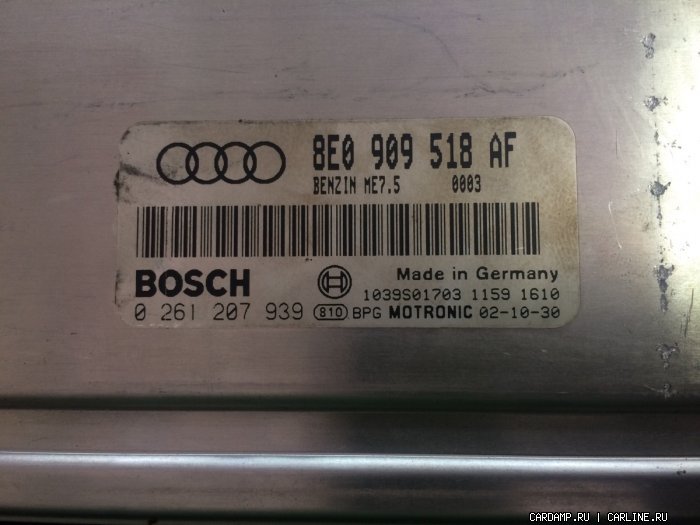 8E0 909 518 AF
BENZIN ME7.5 0003
BOSCH
Made in Germany
1039S01703 1159 1610
0 261 207 939 810 BPG MOTRONIC 02-10-30
CARDAMP.RU | CARLINE.RU